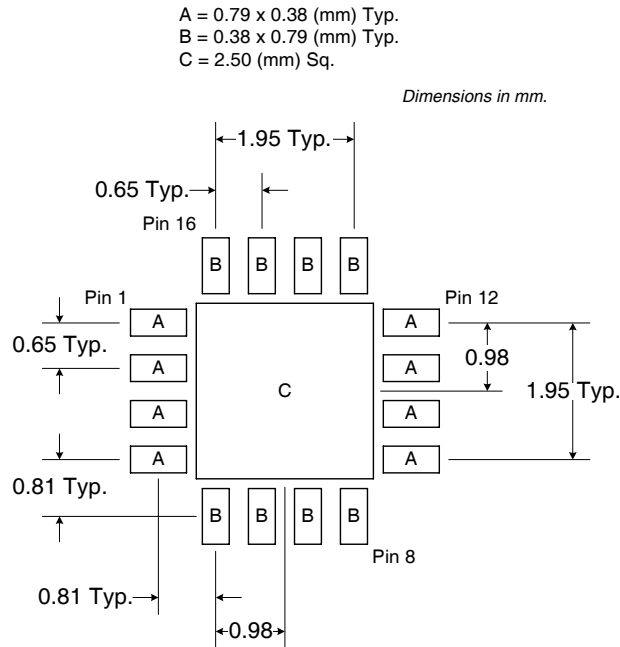 A = 0.79 x 0.38 (mm) Typ.
B = 0.38 x 0.79 (mm) Typ.
C = 2.50 (mm) Sq.
Dimensions in mm.
1.95 Typ.
0.65 Typ.
Pin 16
B B B B
Pin 1
Pin 12
A
A
0.65 Typ.
0.98
A
A
C
1.95 Typ.
A
A
A
A
0.81 Typ.
B B B B
Pin 8
0.81 Typ.
0.98